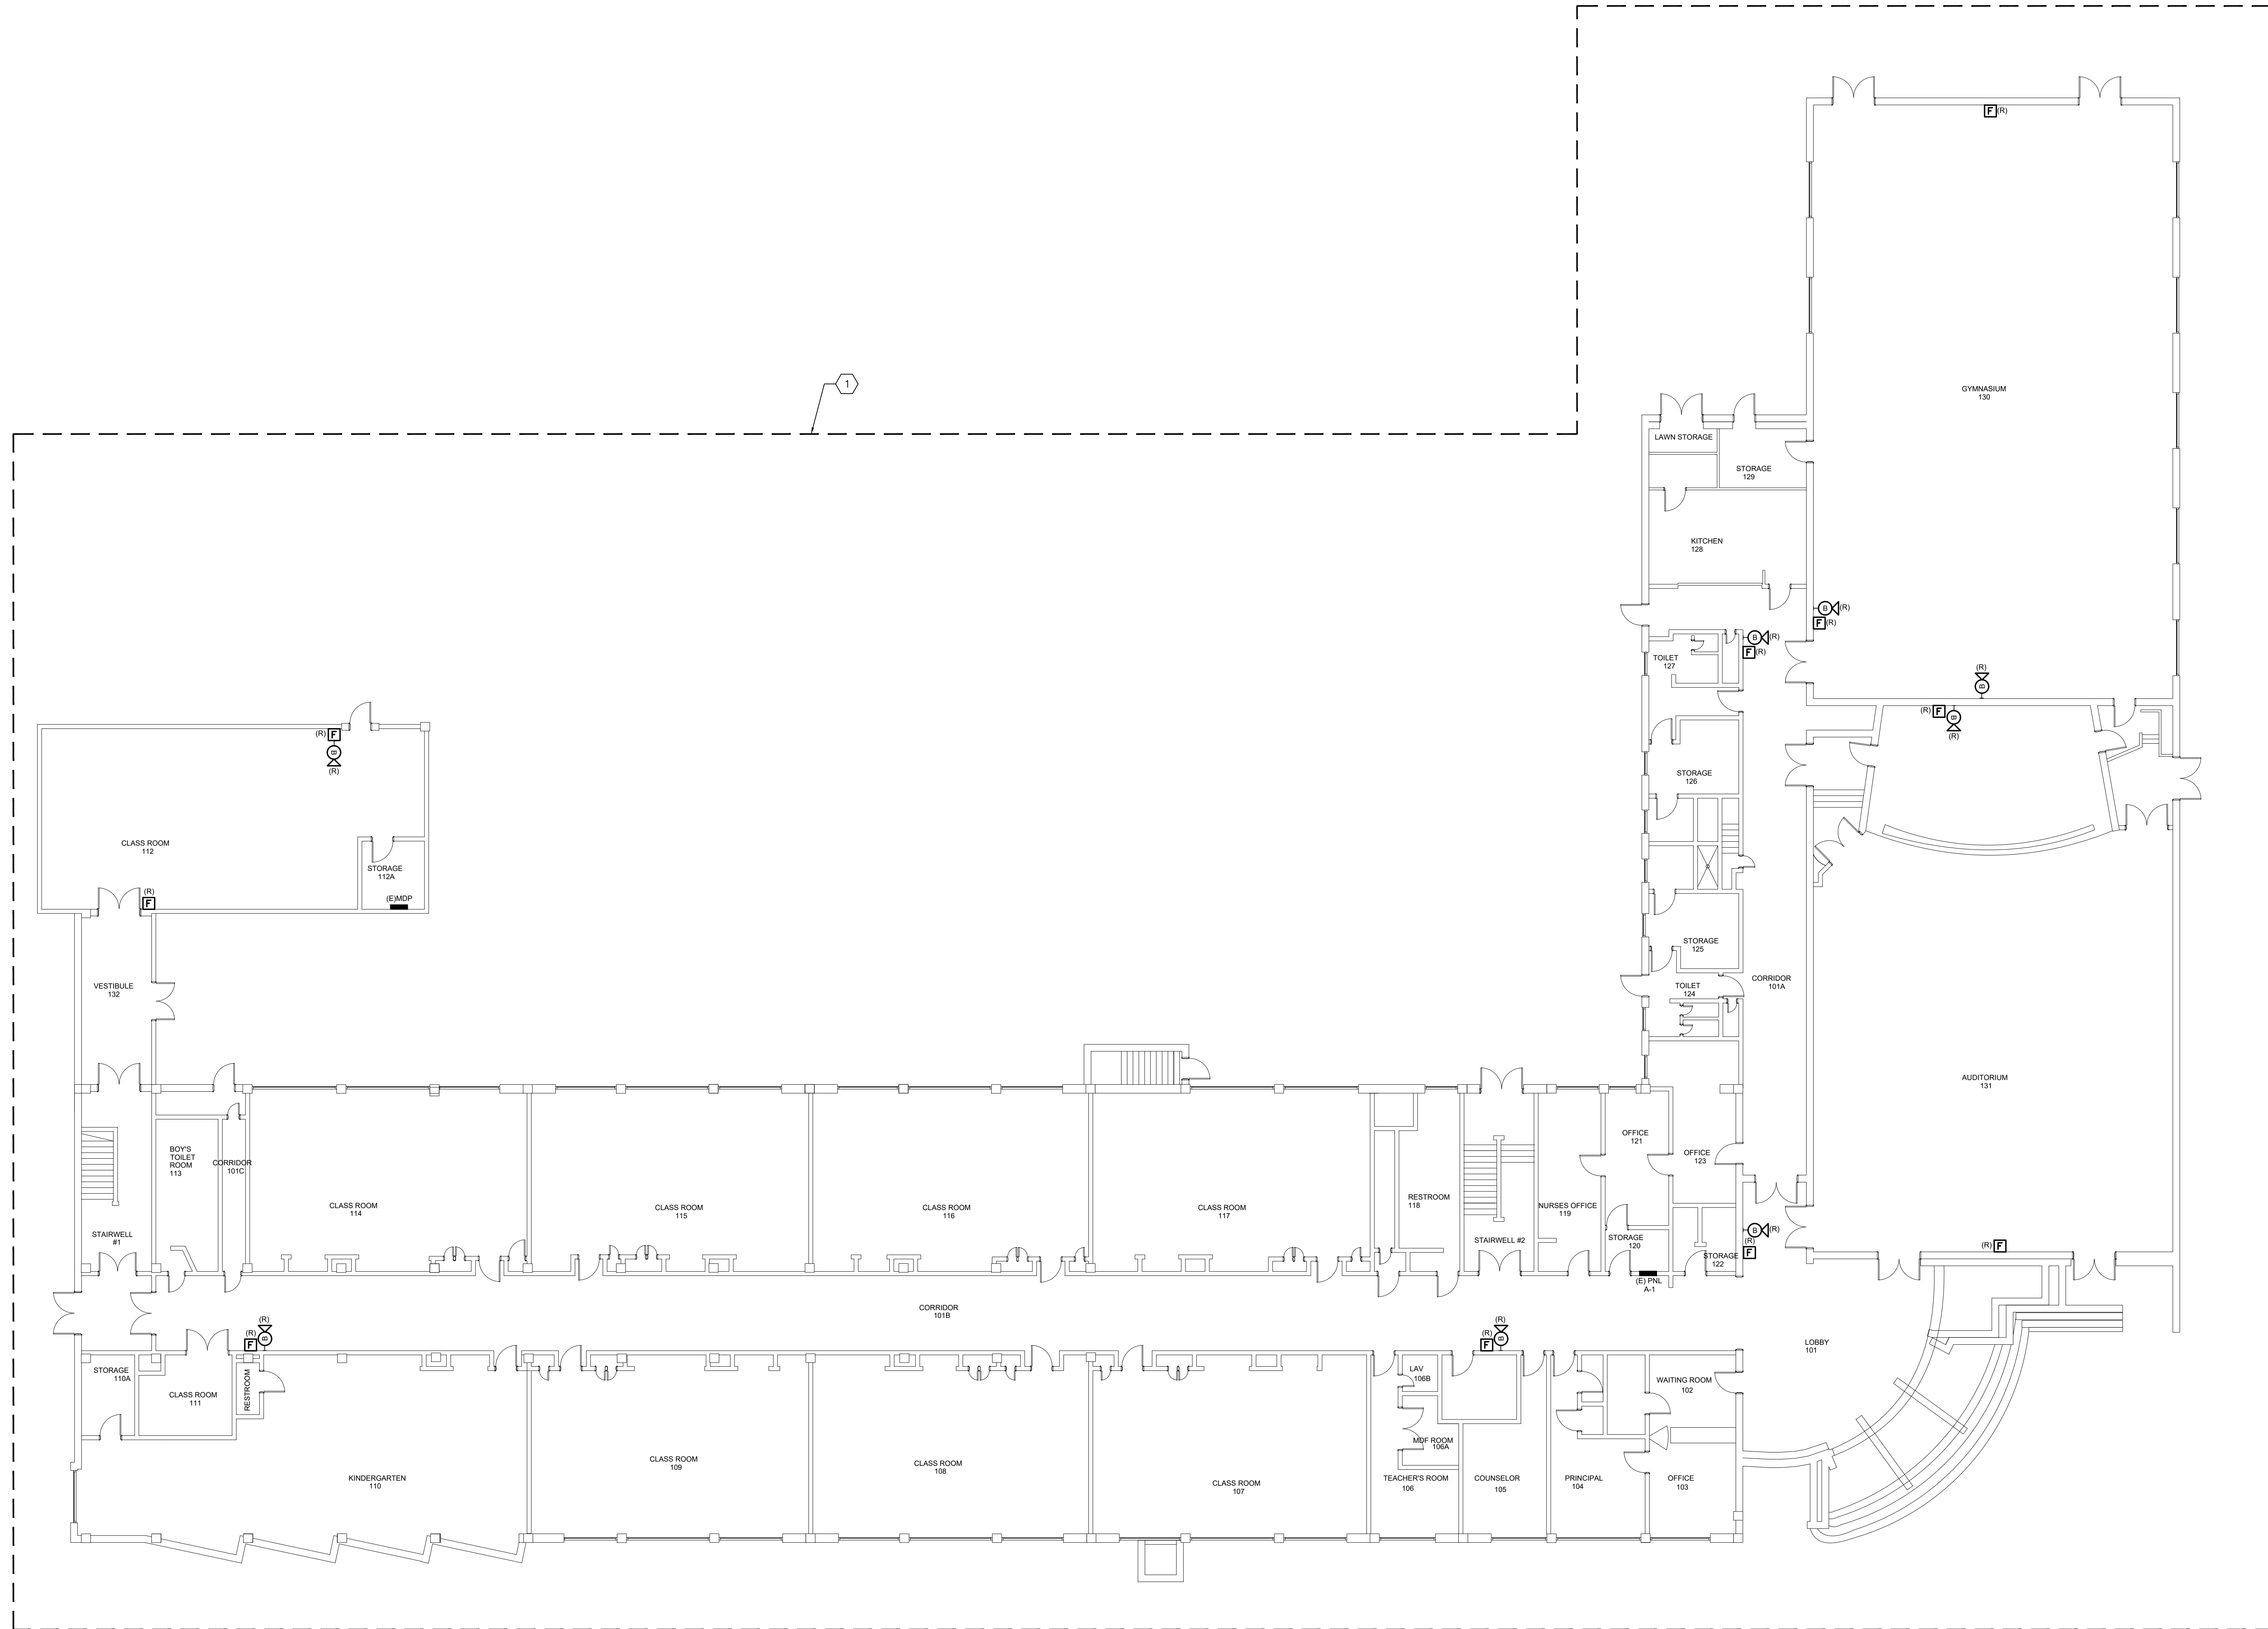 F (R)
1
GYMNASIUM
130
LAWN STORAGE
STORAGE
129
KITCHEN
128
B (R)
F (R)
B (R)
F (R)
TOILET
127
(R)
B
(R) F
B
(R)
(R) F
B
(R)
STORAGE
126
CLASS ROOM
112
STORAGE
112A
(E)MDP
(R)
F
STORAGE
125
VESTIBULE
132
TOILET
124
CORRIDOR
101A
AUDITORIUM
131
BOY'S
TOILET
ROOM
113
CORRIDOR
101C
OFFICE
121
OFFICE
123
CLASS ROOM
114
CLASS ROOM
115
CLASS ROOM
116
CLASS ROOM
117
RESTROOM
118
NURSES OFFICE
119
STAIRWELL
#1
STAIRWELL #2
STORAGE
120
STORAGE
122
B (R)
(R)
F
(R) F
(E) PNL
A-1
CORRIDOR
101B
(R)
(R) B
F
(R)
(R) B
F
LOBBY
101
STORAGE
110A
CLASS ROOM
111
RESTROOM
LAV
106B
WAITING ROOM
102
MDF ROOM
106A
KINDERGARTEN
110
CLASS ROOM
109
CLASS ROOM
108
CLASS ROOM
107
TEACHER'S ROOM
106
COUNSELOR
105
PRINCIPAL
104
OFFICE
103